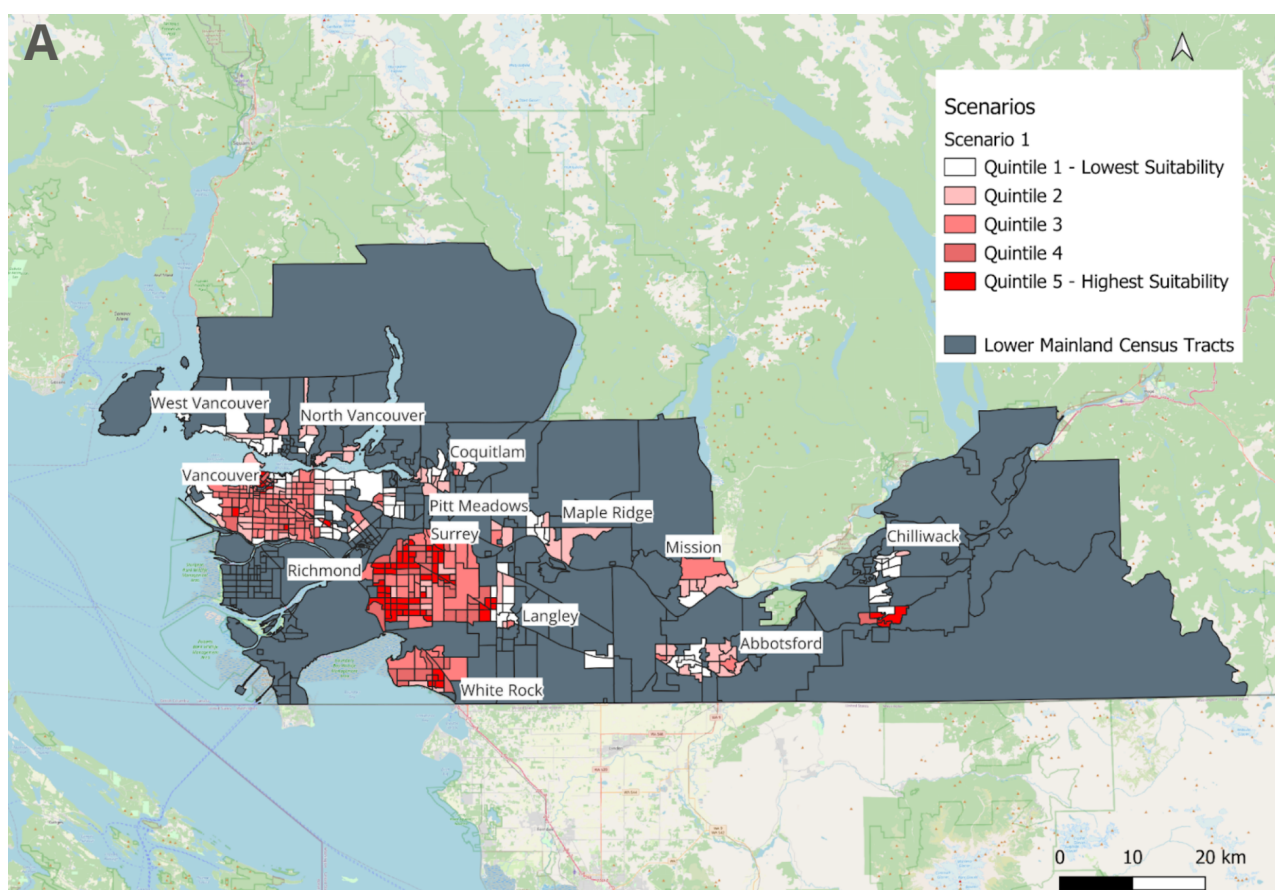 A
Scenarios
Scenario 1
Quintile 1 - Lowest Suitability
Quintile 2
Quintile 3
Quintile 4
Quintile 5 - Highest Suitability
Lower Mainland Census Tracts
West Vancouver
North Vancouver
Coquitlam
Vancouver
Pitt Meadows
Maple Ridge
Surrey
Chilliwack
Mission
Richmond
Langley
Abbotsford
White Rock
0 10 20 km